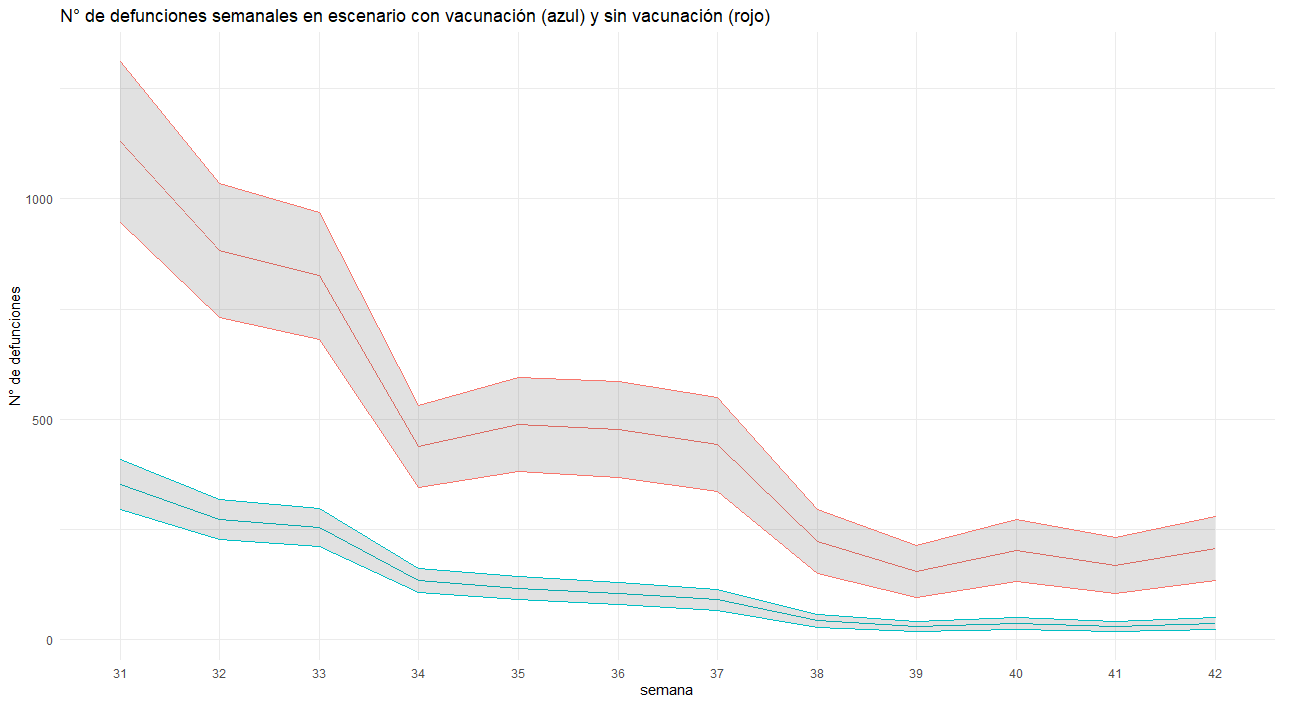 N° de defunciones semanales en escenario con vacunación (azul) y sin vacunación (rojo)
N° de defunciones
1000
500
0
31 32 33 34 35 36 37 38 39 40 41 42
semana